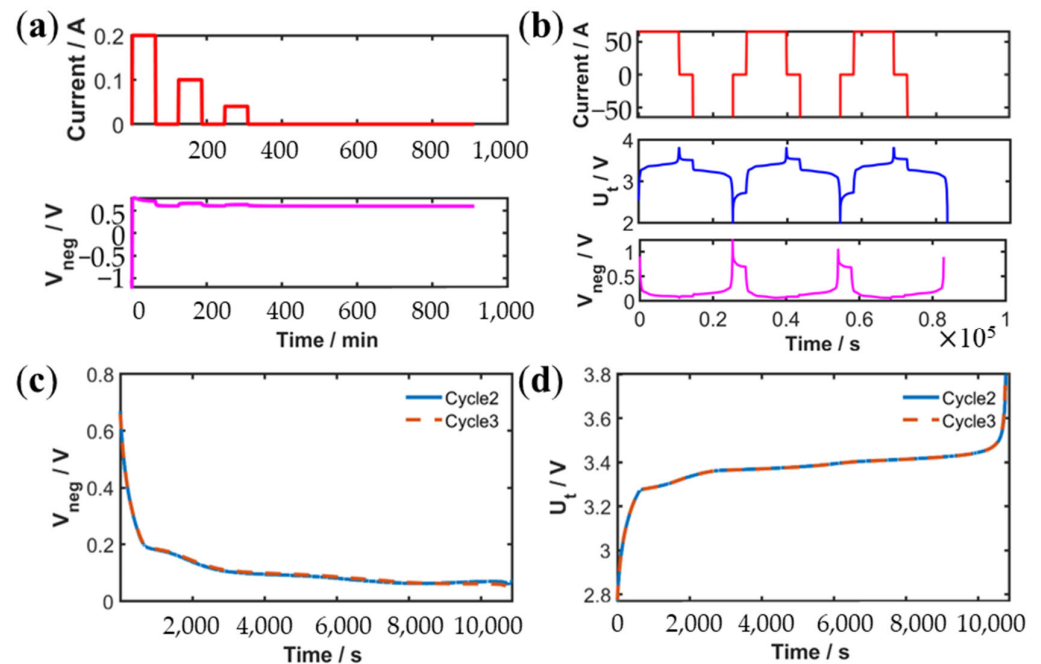 (a)
Current / A
0.2
0.1
0
200 400 600 800 1,000
V_neg / V
0.5
0
−0.5
−1
0 200 400 600 800 1,000
Time / min
(b)
Current / A
50
0
−50
U_t / V
4
3
2
V_neg / V
1
0.5
0
0 0.2 0.4 0.6 0.8 1
Time / s
×10^5
(c)
V_neg / V
0.8
0.6
0.4
0.2
0
Cycle2
Cycle3
2,000 4,000 6,000 8,000 10,000
Time / s
(d)
U_t / V
3.8
3.6
3.4
3.2
3
2.8
Cycle2
Cycle3
0 2,000 4,000 6,000 8,000 10,000
Time / s